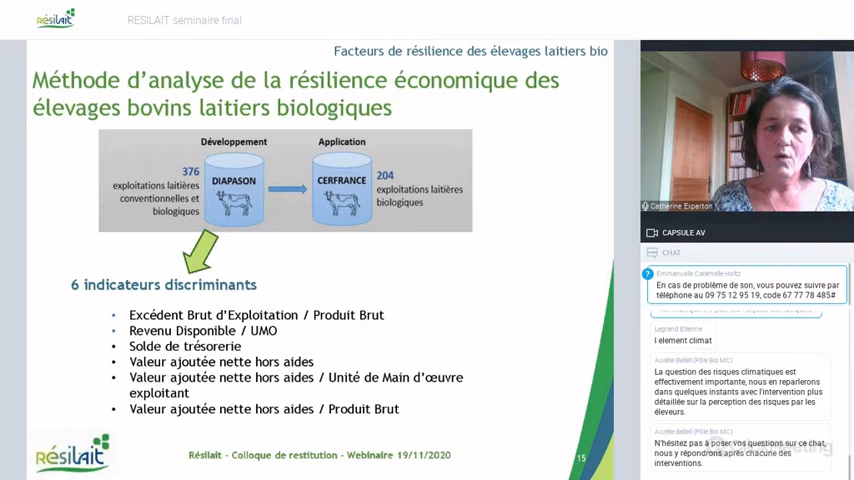 Résilait
RESILAIT séminaire final
Facteurs de résilience des élevages laitiers bio
Méthode d'analyse de la résilience économique des
élevages bovins laitiers biologiques
Développement
Application
376
exploitations laitières
conventionnelles et
biologiques
DIAPASON
CERFRANCE
204
exploitations laitières
biologiques
6 indicateurs discriminants
• Excédent Brut d'Exploitation / Produit Brut
• Revenu Disponible / UMO
• Solde de trésorerie
• Valeur ajoutée nette hors aides
• Valeur ajoutée nette hors aides / Unité de Main d'œuvre
exploitant
• Valeur ajoutée nette hors aides / Produit Brut
Résilait
Résilait - Colloque de restitution - Webinaire 19/11/2020
15
Catherine Experton
CAPSULE AV
CHAT
?
Emmanuelle Caramelle-Holtz
En cas de problème de son, vous pouvez suivre par
téléphone au 09 75 12 95 19, code 67 77 78 485#
Legrand Etienne
l element climat
Aurélie Belleil (Pôle Bio MC)
La question des risques climatiques est
effectivement importante, nous en reparlerons
dans quelques instants avec l'intervention plus
détaillée sur la perception des risques par les
éleveurs.
Aurélie Belleil (Pôle Bio MC)
N'hésitez pas à poser vos questions sur ce chat,
nous y répondrons après chacune des
interventions.